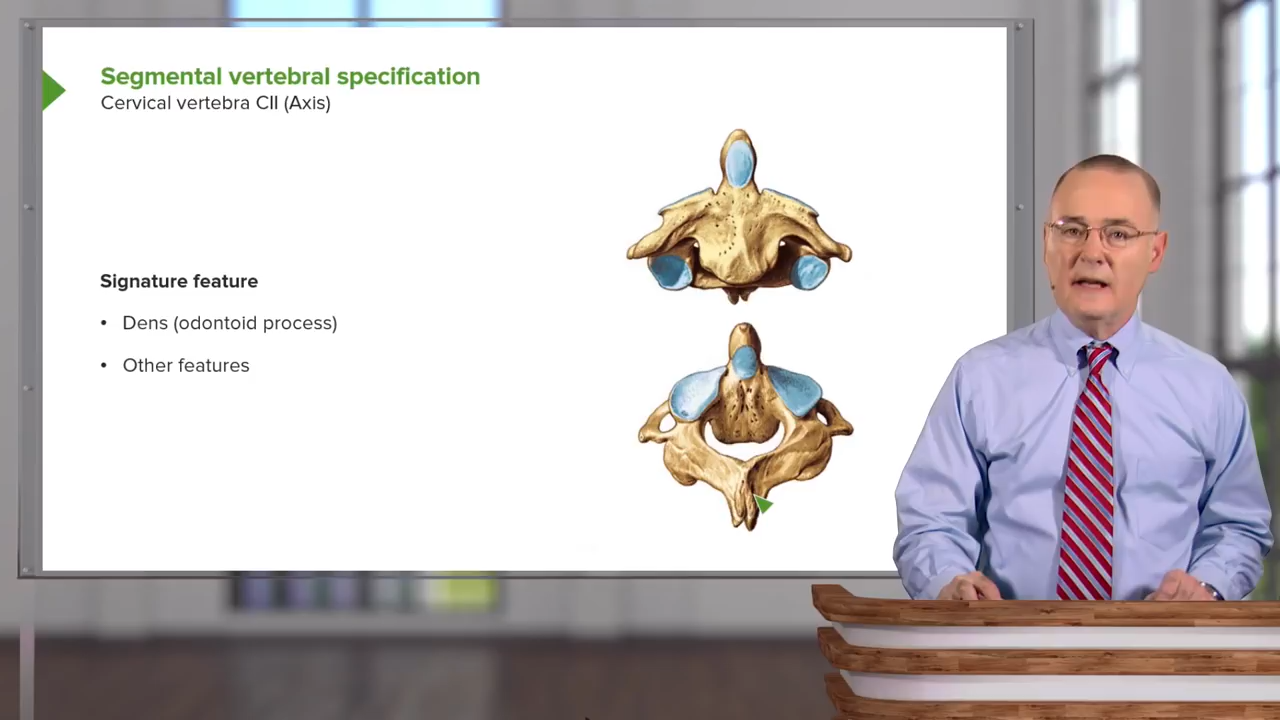 Segmental vertebral specification
Cervical vertebra CII (Axis)
Signature feature
• Dens (odontoid process)
• Other features